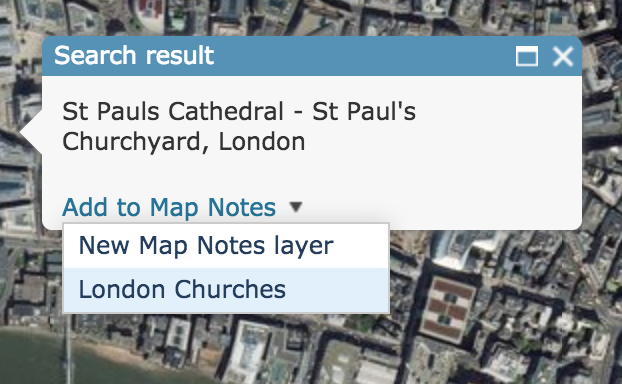 Search result
St Pauls Cathedral - St Paul's
Churchyard, London
Add to Map Notes
New Map Notes layer
London Churches